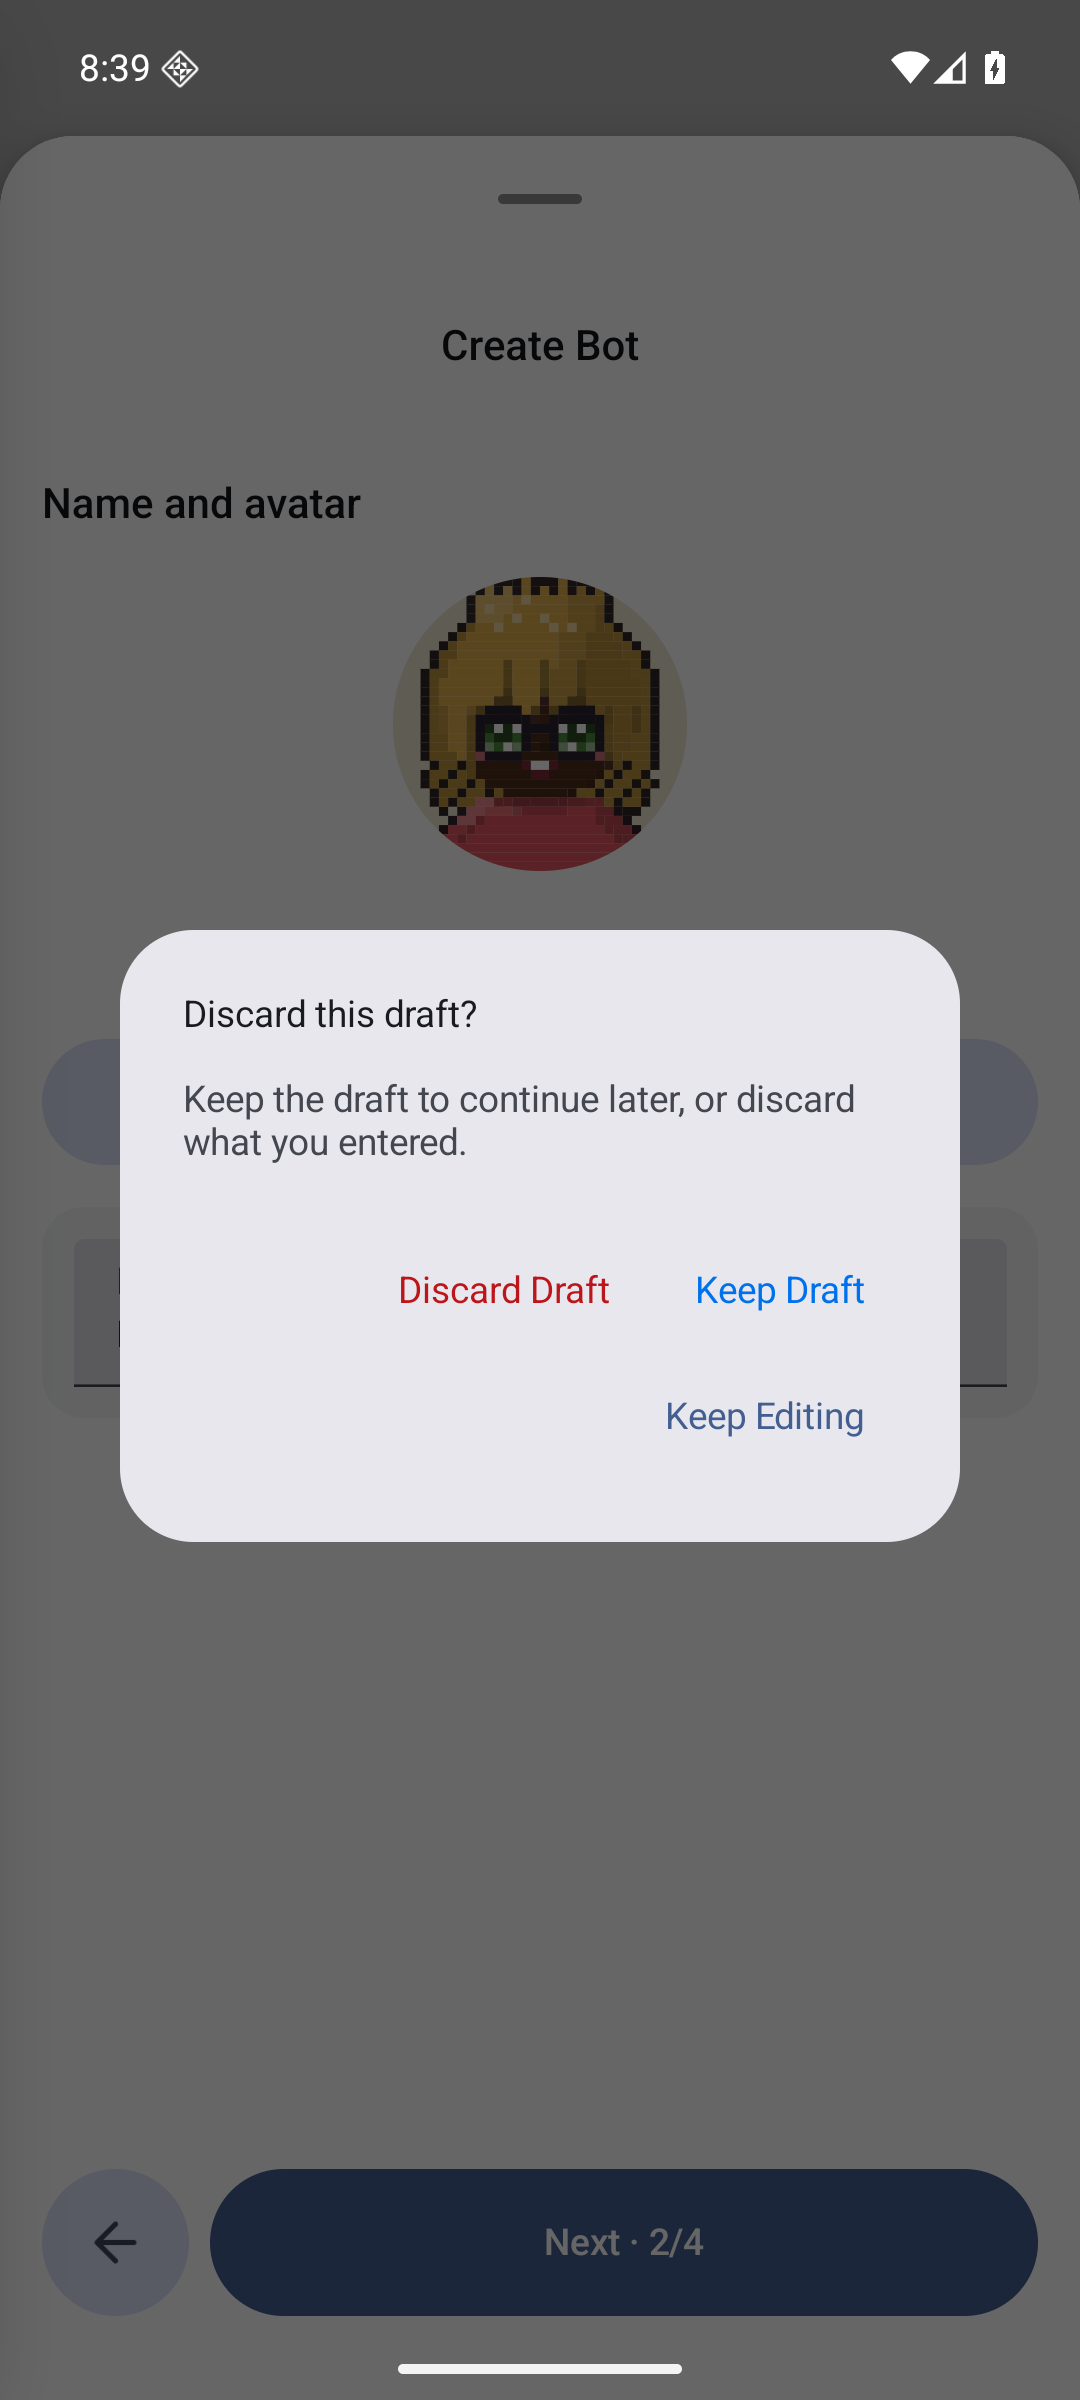 8:39
Create Bot
Name and avatar
Discard this draft?
Keep the draft to continue later, or discard
what you entered.
Discard Draft
Keep Draft
Keep Editing
Next · 2/4